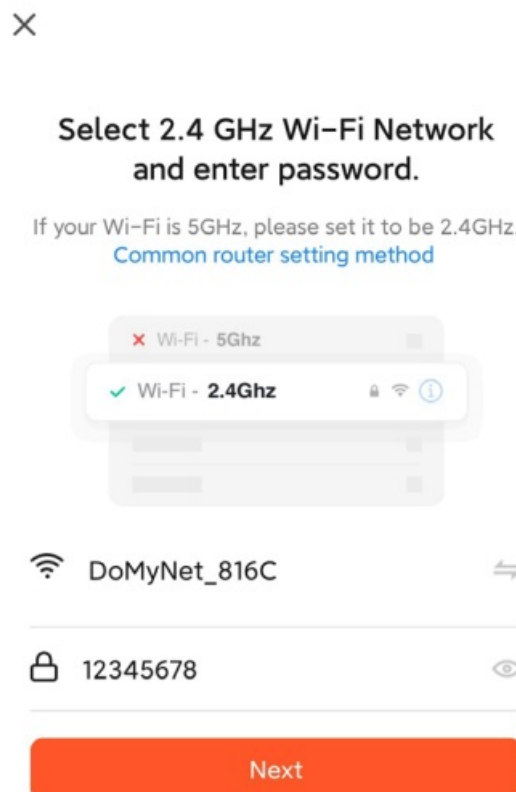 Select 2.4 GHz Wi-Fi Network
and enter password.
If your Wi-Fi is 5GHz, please set it to be 2.4GHz.
Common router setting method
Wi-Fi - 5Ghz
Wi-Fi - 2.4Ghz
DoMyNet_816C
12345678
Next